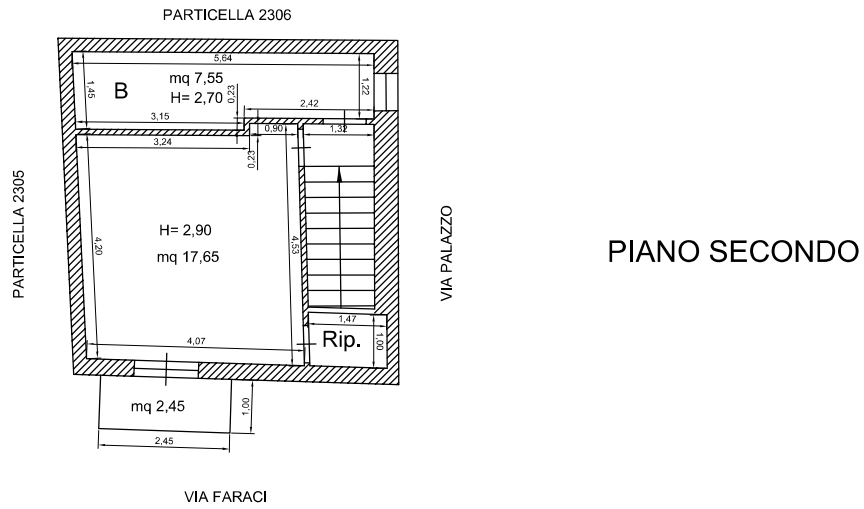 PARTICELLA 2306
5,64
1,45
B
mq 7,55
H= 2,70
0,23
1,22
2,42
3,15
0,90
1,32
3,24
0,23
PARTICELLA 2305
H= 2,90
mq 17,65
4,20
4,53
VIA PALAZZO
PIANO SECONDO
1,47
Rip.
1,00
4,07
mq 2,45
1,00
2,45
VIA FARACI